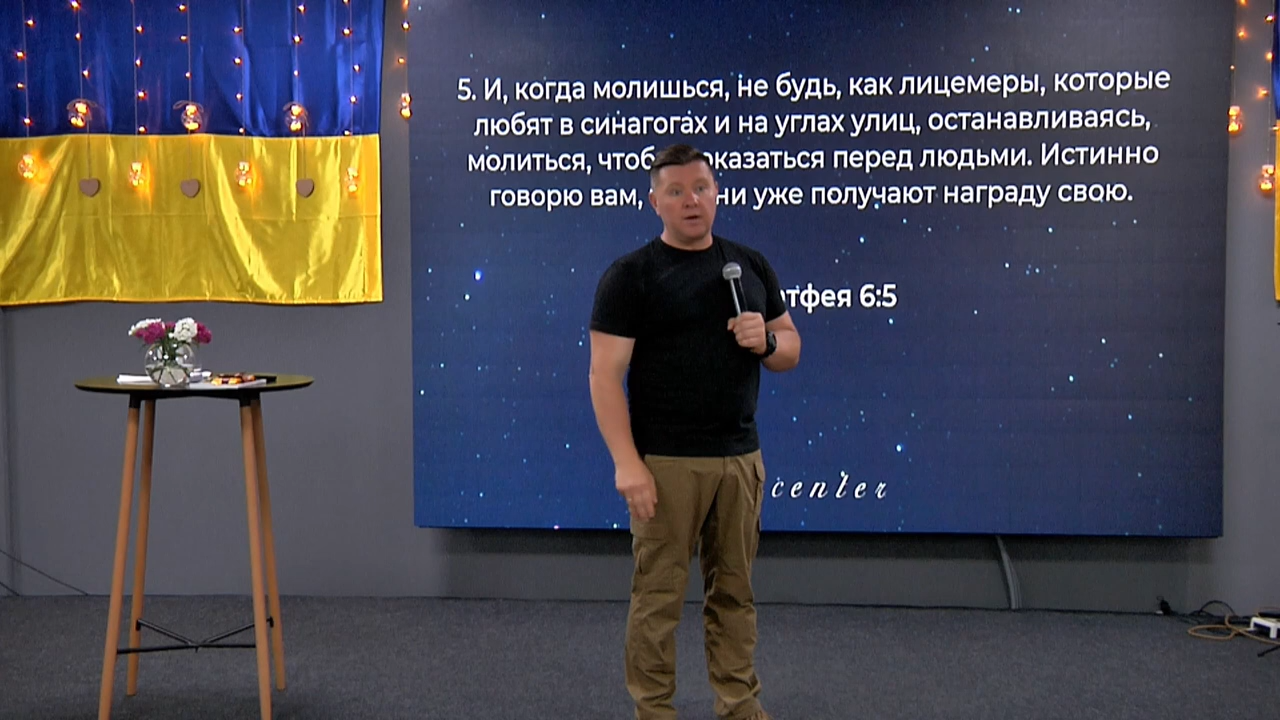 5. И, когда молишься, не будь, как лицемеры, которые
любят в синагогах и на углах улиц, останавливаясь,
молиться, перед людьми. Истинно
говорю вам, уже получают награду свою.
6:5
center